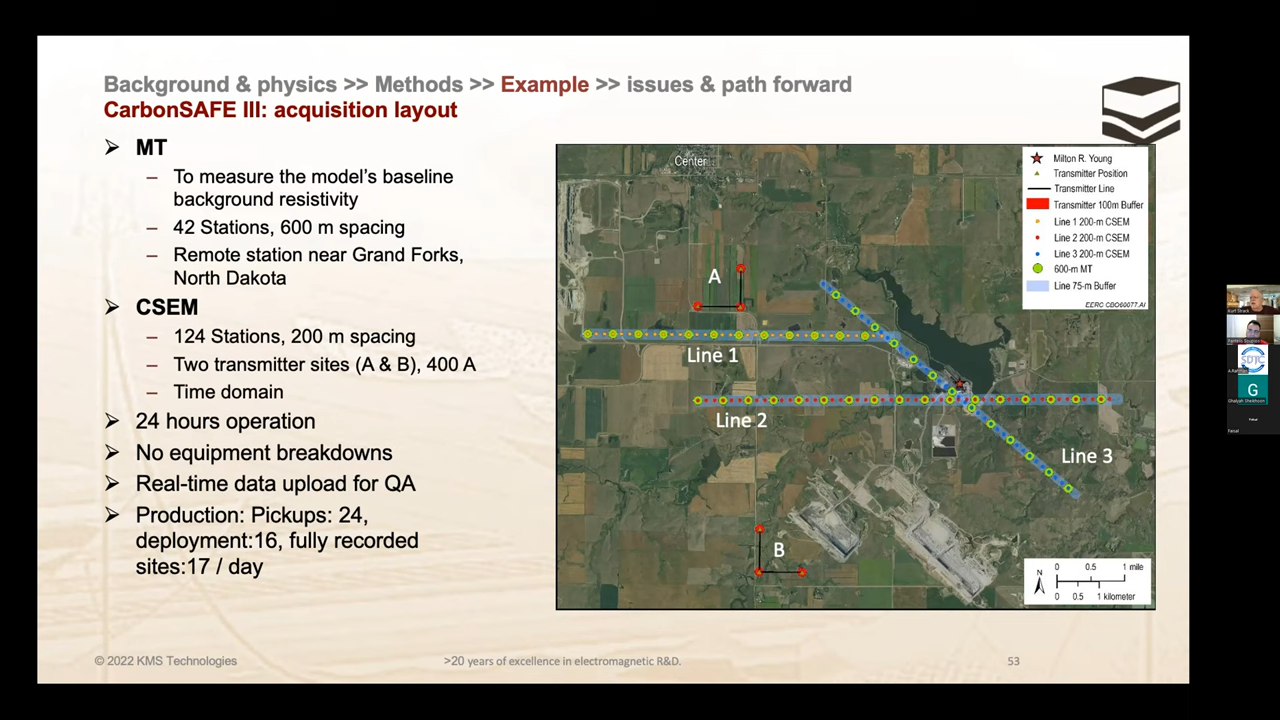 Background & physics >> Methods >> Example >> issues & path forward
CarbonSAFE III: acquisition layout
➢ MT
– To measure the model's baseline
background resistivity
– 42 Stations, 600 m spacing
– Remote station near Grand Forks,
North Dakota
➢ CSEM
– 124 Stations, 200 m spacing
– Two transmitter sites (A & B), 400 A
– Time domain
➢ 24 hours operation
➢ No equipment breakdowns
➢ Real-time data upload for QA
➢ Production: Pickups: 24,
deployment:16, fully recorded
sites:17 / day
Center
A
Line 1
Line 2
Line 3
B
Milton R. Young
Transmitter Position
Transmitter Line
Transmitter 100m Buffer
Line 1 200-m CSEM
Line 2 200-m CSEM
Line 3 200-m CSEM
600-m MT
Line 75-m Buffer
EERC CBO60077.AI
N
0 0.5 1 mile
0 0.5 1 kilometer
© 2022 KMS Technologies
>20 years of excellence in electromagnetic R&D.
53
Kurt Strack
SDTC
G
Faisal